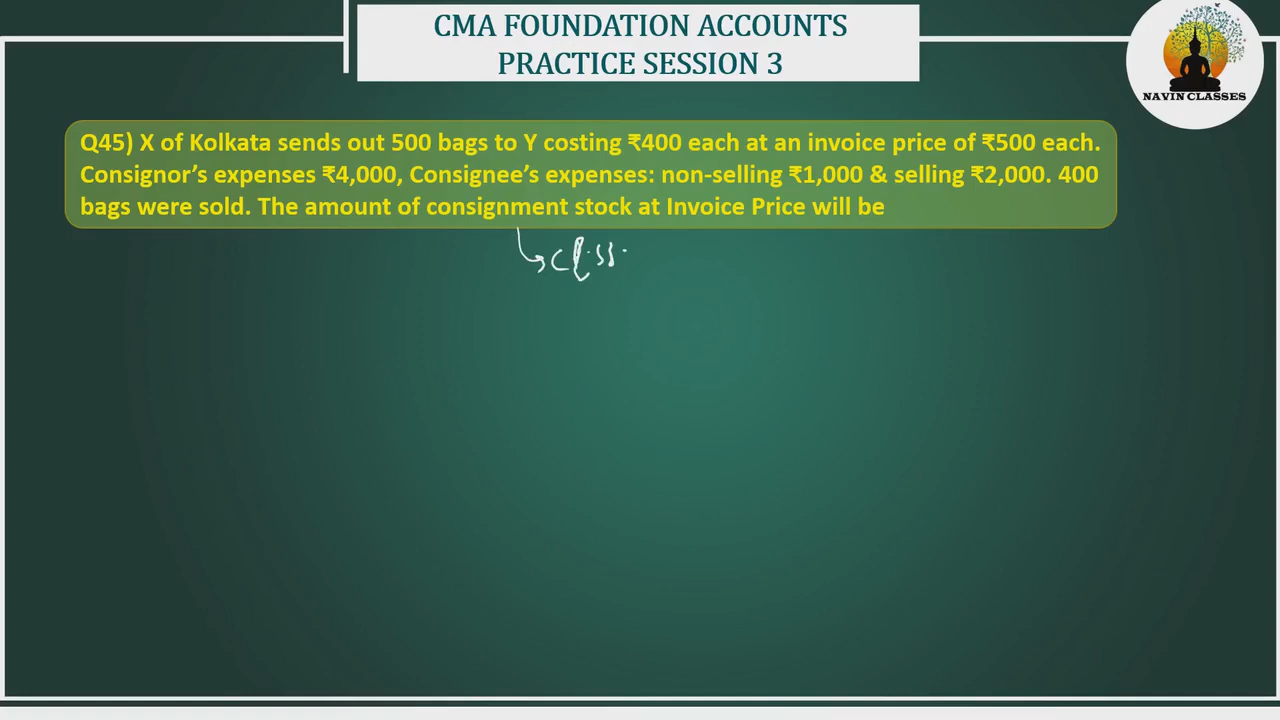 CMA FOUNDATION ACCOUNTS
PRACTICE SESSION 3
NAVIN CLASSES
Q45) X of Kolkata sends out 500 bags to Y costing ₹400 each at an invoice price of ₹500 each.
Consignor’s expenses ₹4,000, Consignee’s expenses: non-selling ₹1,000 & selling ₹2,000. 400
bags were sold. The amount of consignment stock at Invoice Price will be